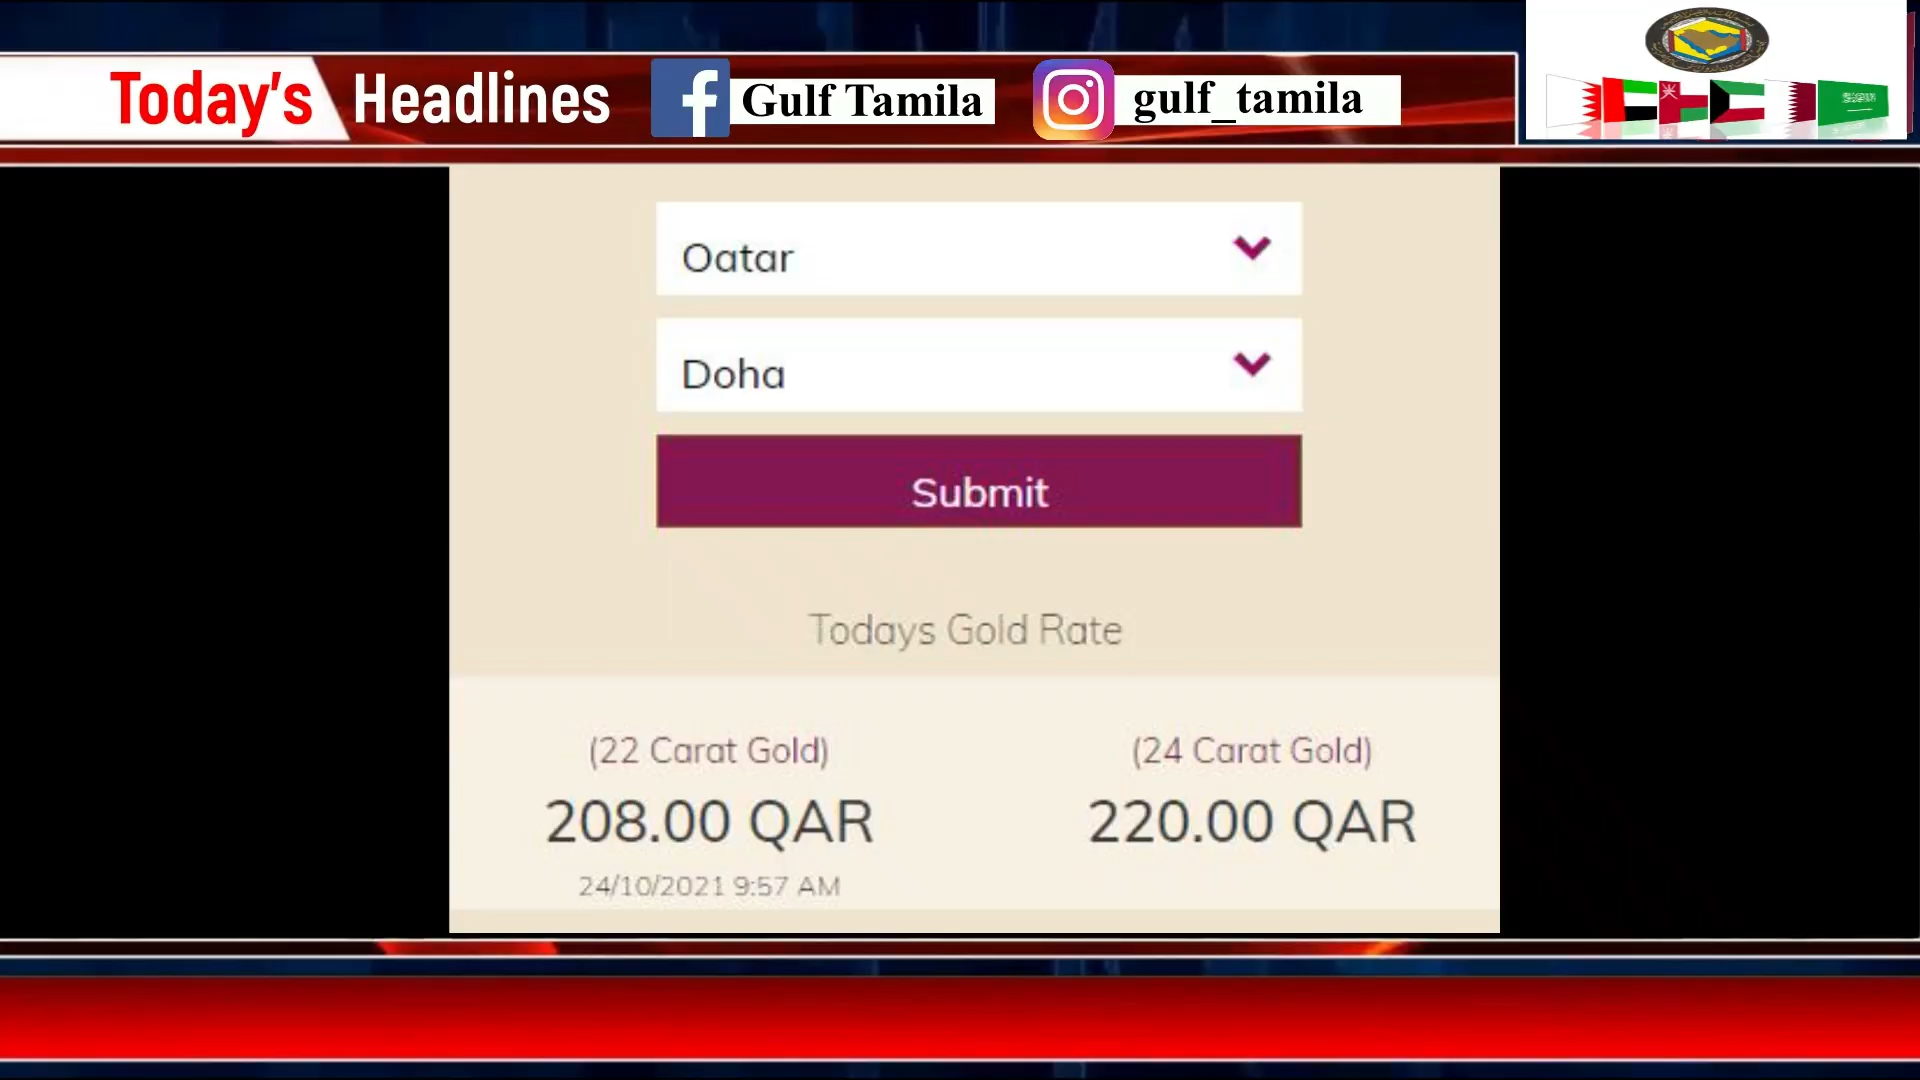 Today's Headlines
Gulf Tamila
gulf_tamila
Qatar
Doha
Submit
Todays Gold Rate
(22 Carat Gold)
(24 Carat Gold)
208.00 QAR
220.00 QAR
24/10/2021 9:57 AM